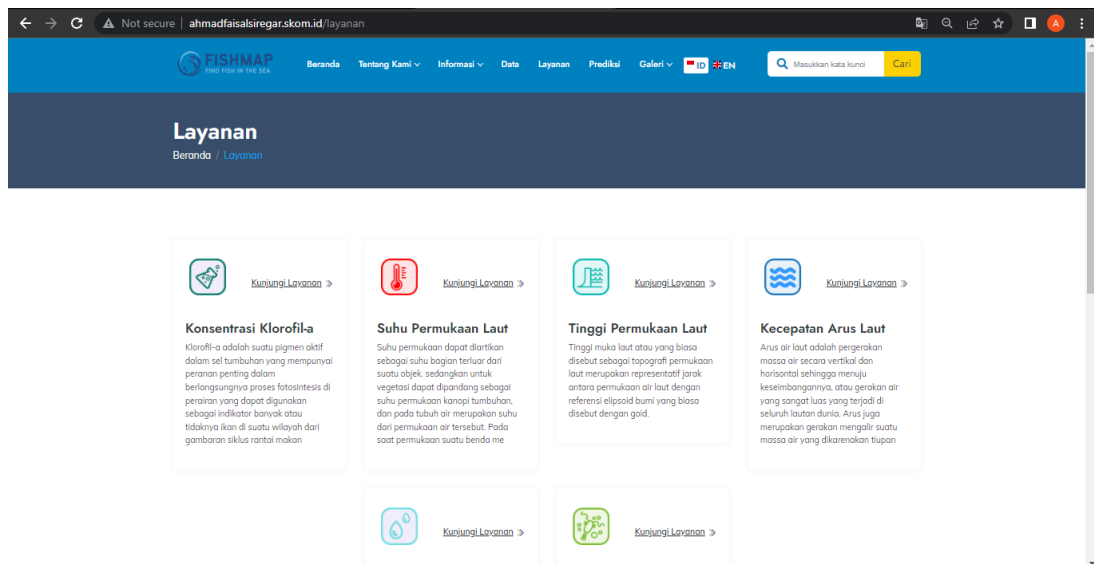 Not secure | ahmadfaisalsiregar.skom.id/layanan
A
FISHMAP
FIND FISH IN THE SEA
Beranda Tentang Kami Informasi Data Layanan Prediksi Galeri ID EN
Masukkan kata kunci Cari
Layanan
Beranda / Layanan
Kunjungi Layanan »
Konsentrasi Klorofil-a
Klorofil-a adalah suatu pigmen aktif
dalam sel tumbuhan yang mempunyai
peranan penting dalam
berlangsungnya proses fotosintesis di
perairan yang dapat digunakan
sebagai indikator banyak atau
tidaknya ikan di suatu wilayah dari
gambaran siklus rantai makan
Kunjungi Layanan »
Suhu Permukaan Laut
Suhu permukaan dapat diartikan
sebagai suhu bagian terluar dari
suatu objek. sedangkan untuk
vegetasi dapat dipandang sebagai
suhu permukaan kanopi tumbuhan,
dan pada tubuh air merupakan suhu
dari permukaan air tersebut. Pada
saat permukaan suatu benda me
Kunjungi Layanan »
Tinggi Permukaan Laut
Tinggi muka laut atau yang biasa
disebut sebagai topografi permukaan
laut merupakan representatif jarak
antara permukaan air laut dengan
referensi elipsoid bumi yang biasa
disebut dengan goid.
Kunjungi Layanan »
Kecepatan Arus Laut
Arus air laut adalah pergerakan
massa air secara vertikal dan
horisontal sehingga menuju
keseimbangannya, atau gerakan air
yang sangat luas yang terjadi di
seluruh lautan dunia. Arus juga
merupakan gerakan mengalir suatu
massa air yang dikarenakan tiupan
Kunjungi Layanan »
Kunjungi Layanan »